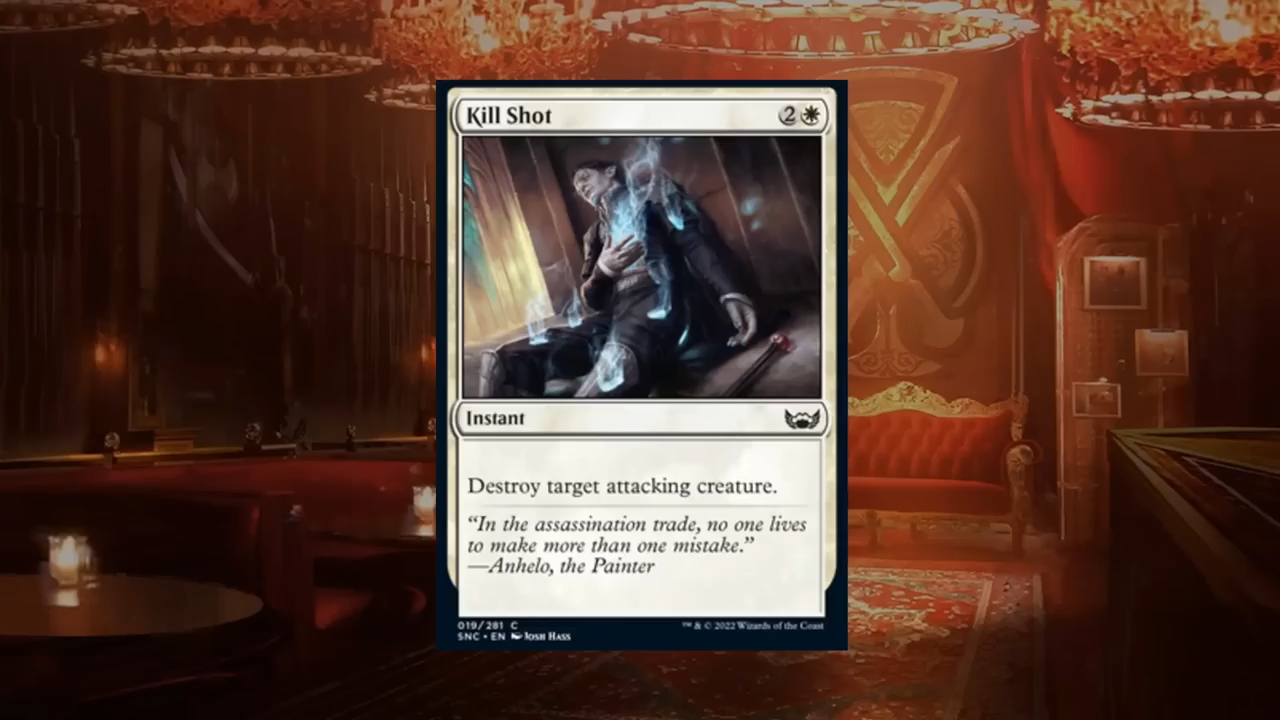 Kill Shot 2
Instant
Destroy target attacking creature.
“In the assassination trade, no one lives
to make more than one mistake.”
—Anhelo, the Painter
019/281 C
SNC • EN Josh Hass
™ & © 2022 Wizards of the Coast